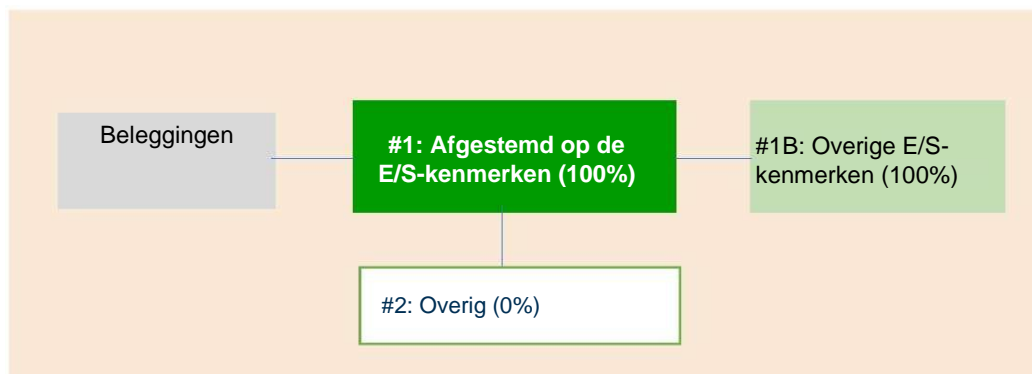 Beleggingen
#1: Afgestemd op de
E/S-kenmerken (100%)
#1B: Overige E/S-
kenmerken (100%)
#2: Overig (0%)